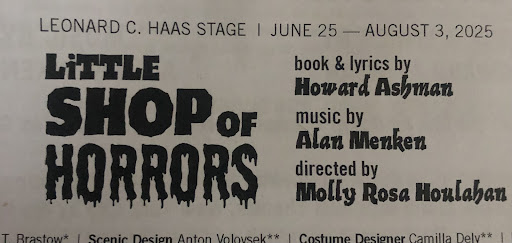 LEONARD C. HAAS STAGE | JUNE 25 — AUGUST 3, 2025
LiTTLE
SHOP OF
HORRORS
book & lyrics by
Howard Ashman
music by
Alan Menken
directed by
Molly Rosa Houlahan
T. Brastow* | Scenic Design Anton Volovsek** | Costume Designer Camilla Dely** |